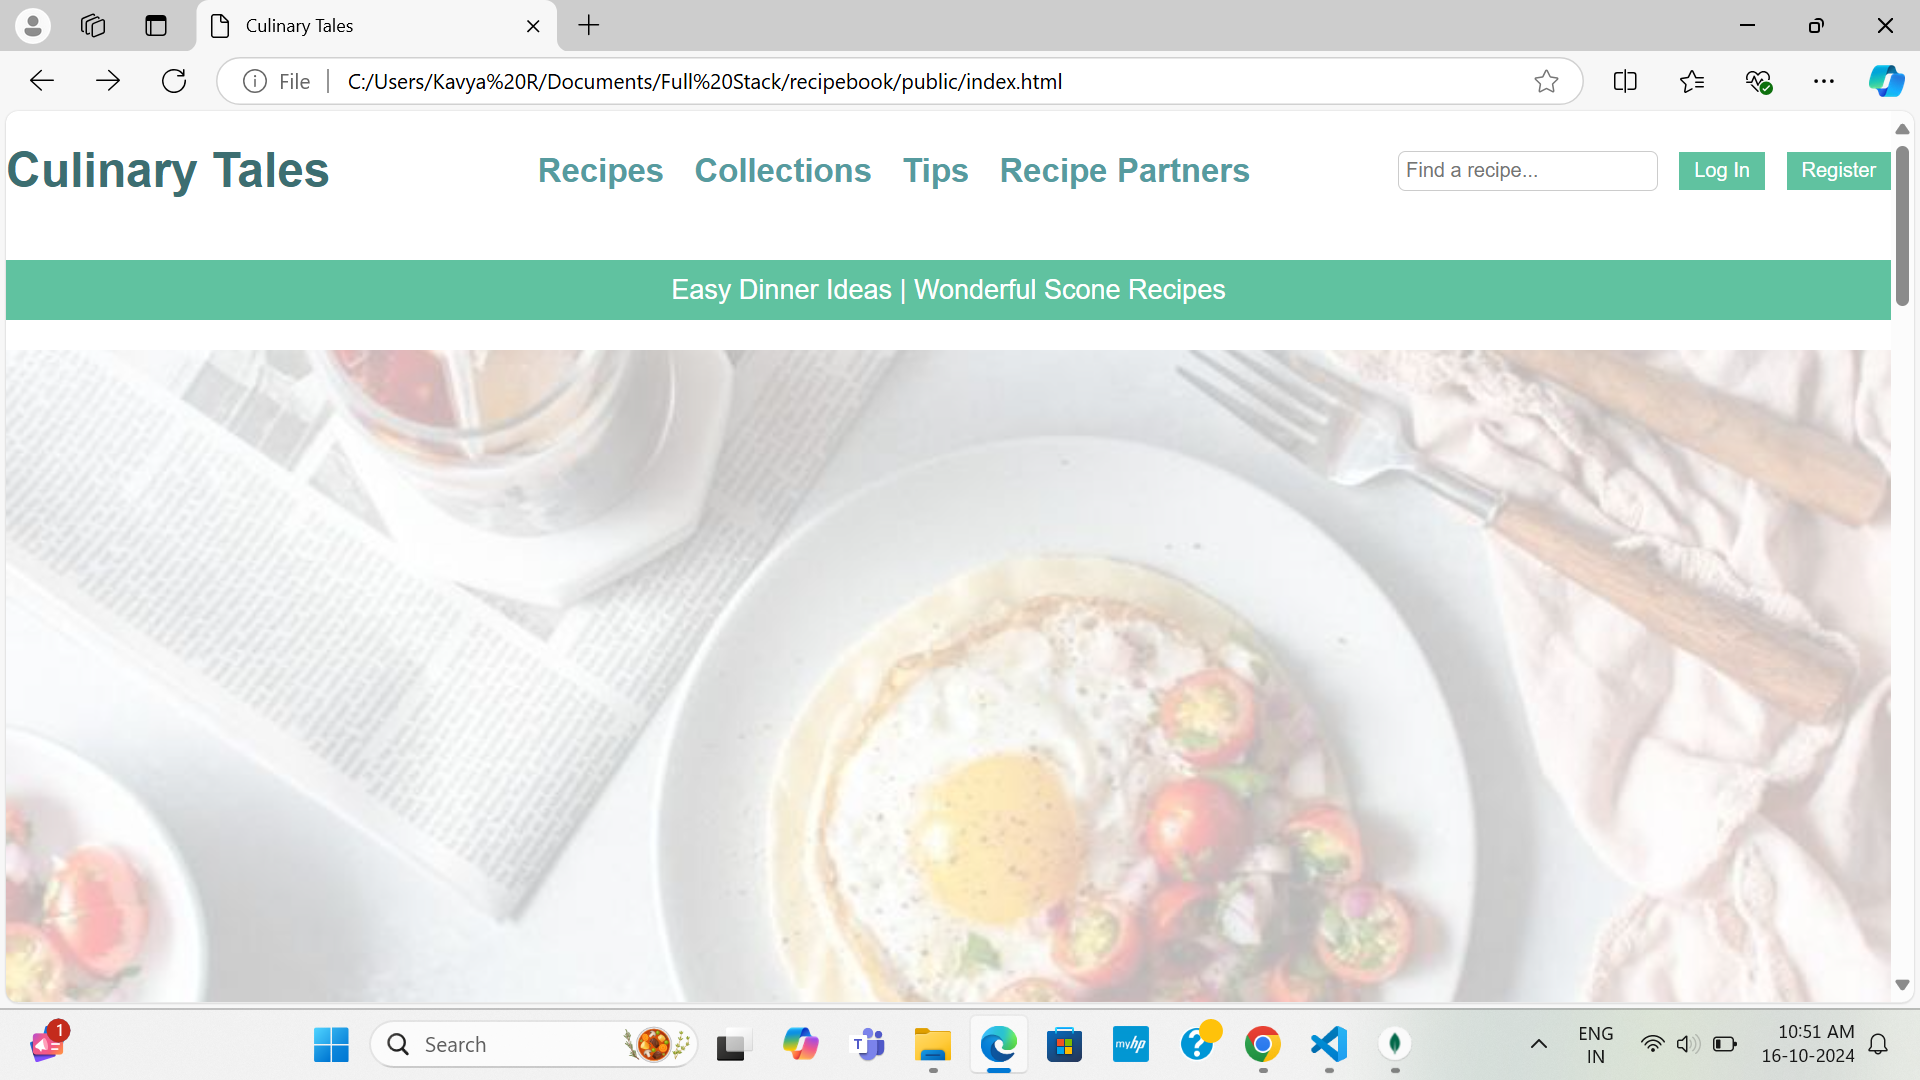 Culinary Tales
File
C:/Users/Kavya%20R/Documents/Full%20Stack/recipebook/public/index.html
Culinary Tales
Recipes Collections Tips Recipe Partners
Find a recipe...
Log In
Register
Easy Dinner Ideas | Wonderful Scone Recipes
1
Search
T
myhp
?
ENG
IN
10:51 AM
16-10-2024